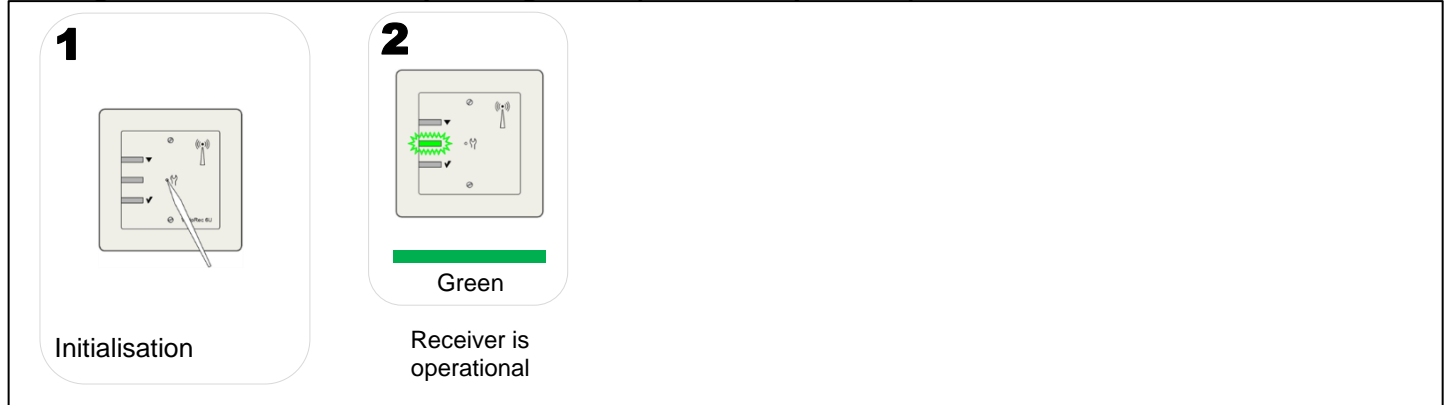 1
Initialisation
2
Green
Receiver is
operational